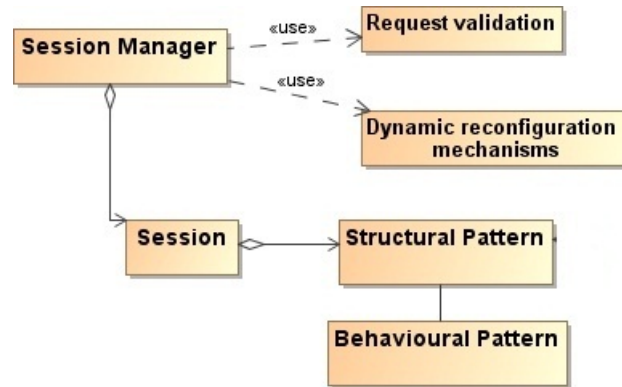 Session Manager
«use»
Request validation
«use»
Dynamic reconfiguration
mechanisms
Session
Structural Pattern
Behavioural Pattern